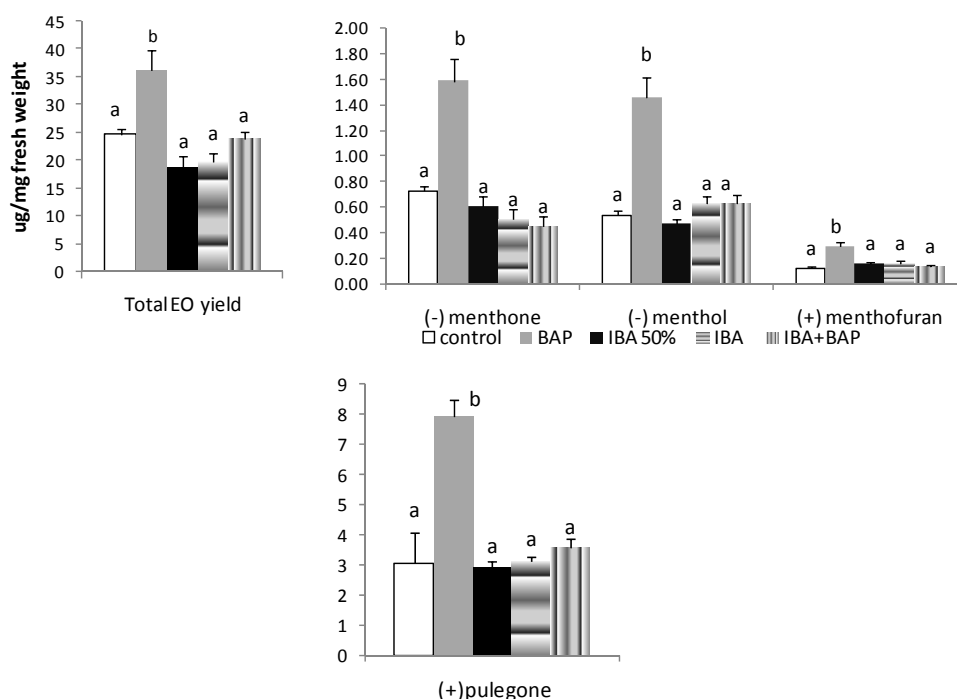 ug/mg fresh weight
45
40
35
30
25
20
15
10
5
0
a
b
a
a
a
Total EO yield
2.00
1.80
1.60
1.40
1.20
1.00
0.80
0.60
0.40
0.20
0.00
a
b
a
a
a
a
b
a
a
a
a
b
a
a
a
(-) menthone
(-) menthol
(+) menthofuran
control
BAP
IBA 50%
IBA
IBA+BAP
9
8
7
6
5
4
3
2
1
0
a
b
a
a
a
(+)pulegone